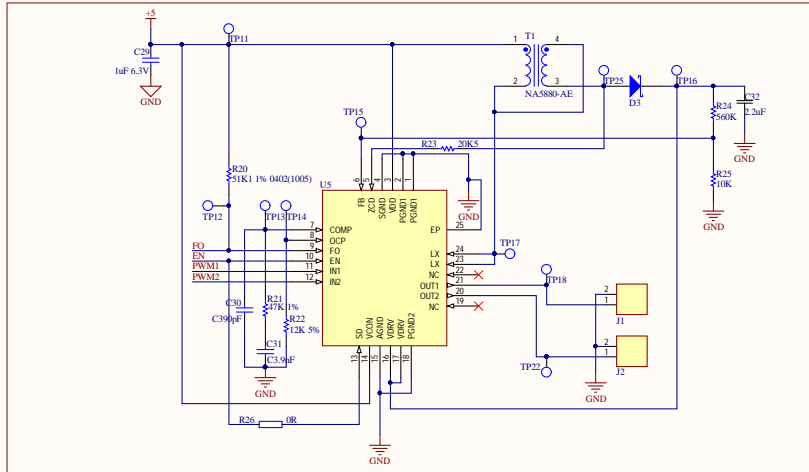 +5
TP11
C29
1uF 6.3V
GND
T1
1
4
2
3
NA5880-AE
TP25
D3
TP16
R24
560K
C32
2.2uF
GND
TP15
R23
20K5
R25
10K
GND
R20
51K1 1% 0402(1005)
TP12
TP13
TP14
U5
6
5
4
3
2
1
FB
ZCD
SGND
VDD
PGND1
PGND1
GND
7
COMP
8
OCP
9
FO
10
EN
11
IN1
12
IN2
EP
25
LX
24
LX
23
NC
22
OUT1
21
OUT2
20
NC
19
TP17
TP18
FO
EN
PWM1
PWM2
C30
C390pF
R21
47K 1%
R22
12K 5%
C31
C3.9nF
GND
SD
VCON
AGND
VDRV
VDRV
PGND2
13
14
15
16
17
18
2
1
J1
2
1
J2
TP22
GND
R26
0R
GND